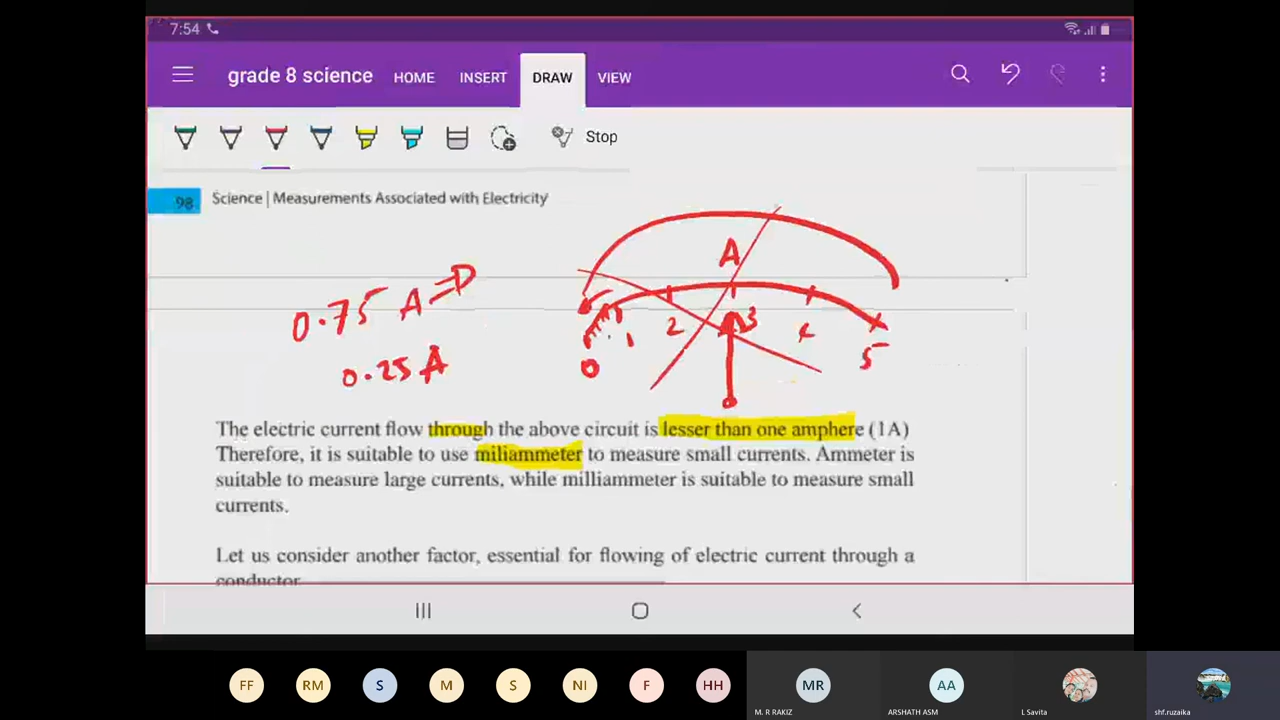 7:54
grade 8 science HOME INSERT DRAW VIEW
Stop
98 Science | Measurements Associated with Electricity
A
0.75 A ⇒
0.25 A
0 1 2 3 4 5
The electric current flow through the above circuit is lesser than one amphere (1A)
Therefore, it is suitable to use miliammeter to measure small currents. Ammeter is
suitable to measure large currents, while milliammeter is suitable to measure small
currents.
Let us consider another factor, essential for flowing of electric current through a
conductor
FF RM S M S NI F HH MR AA
M. R RAKIZ ARSHATH ASM L Savita shf.ruzaika